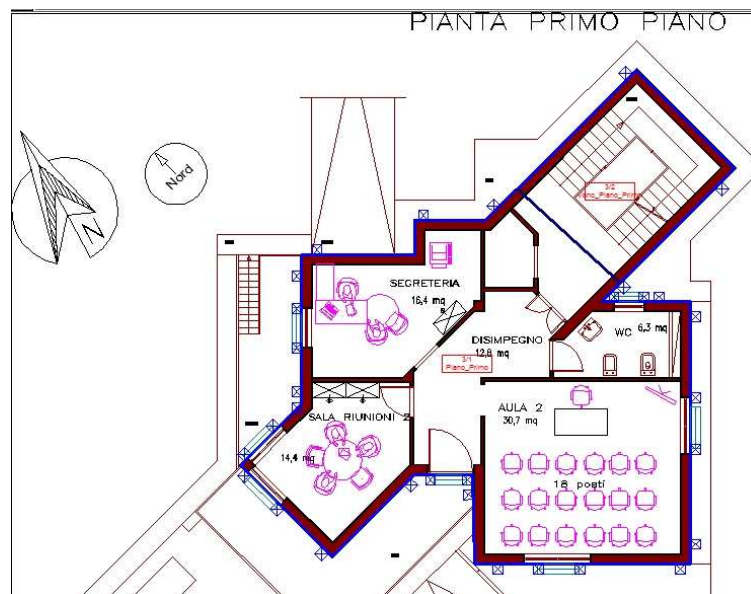 PIANTA PRIMO PIANO
Nord
N
3/2
SEGRETERIA
16,4 mq
DISIMPEGNO
12,8 mq
3/1
Piano_Primo
WC
6,3 mq
SALA RIUNIONI 2
14,4 mq
AULA 2
30,7 mq
18 posti